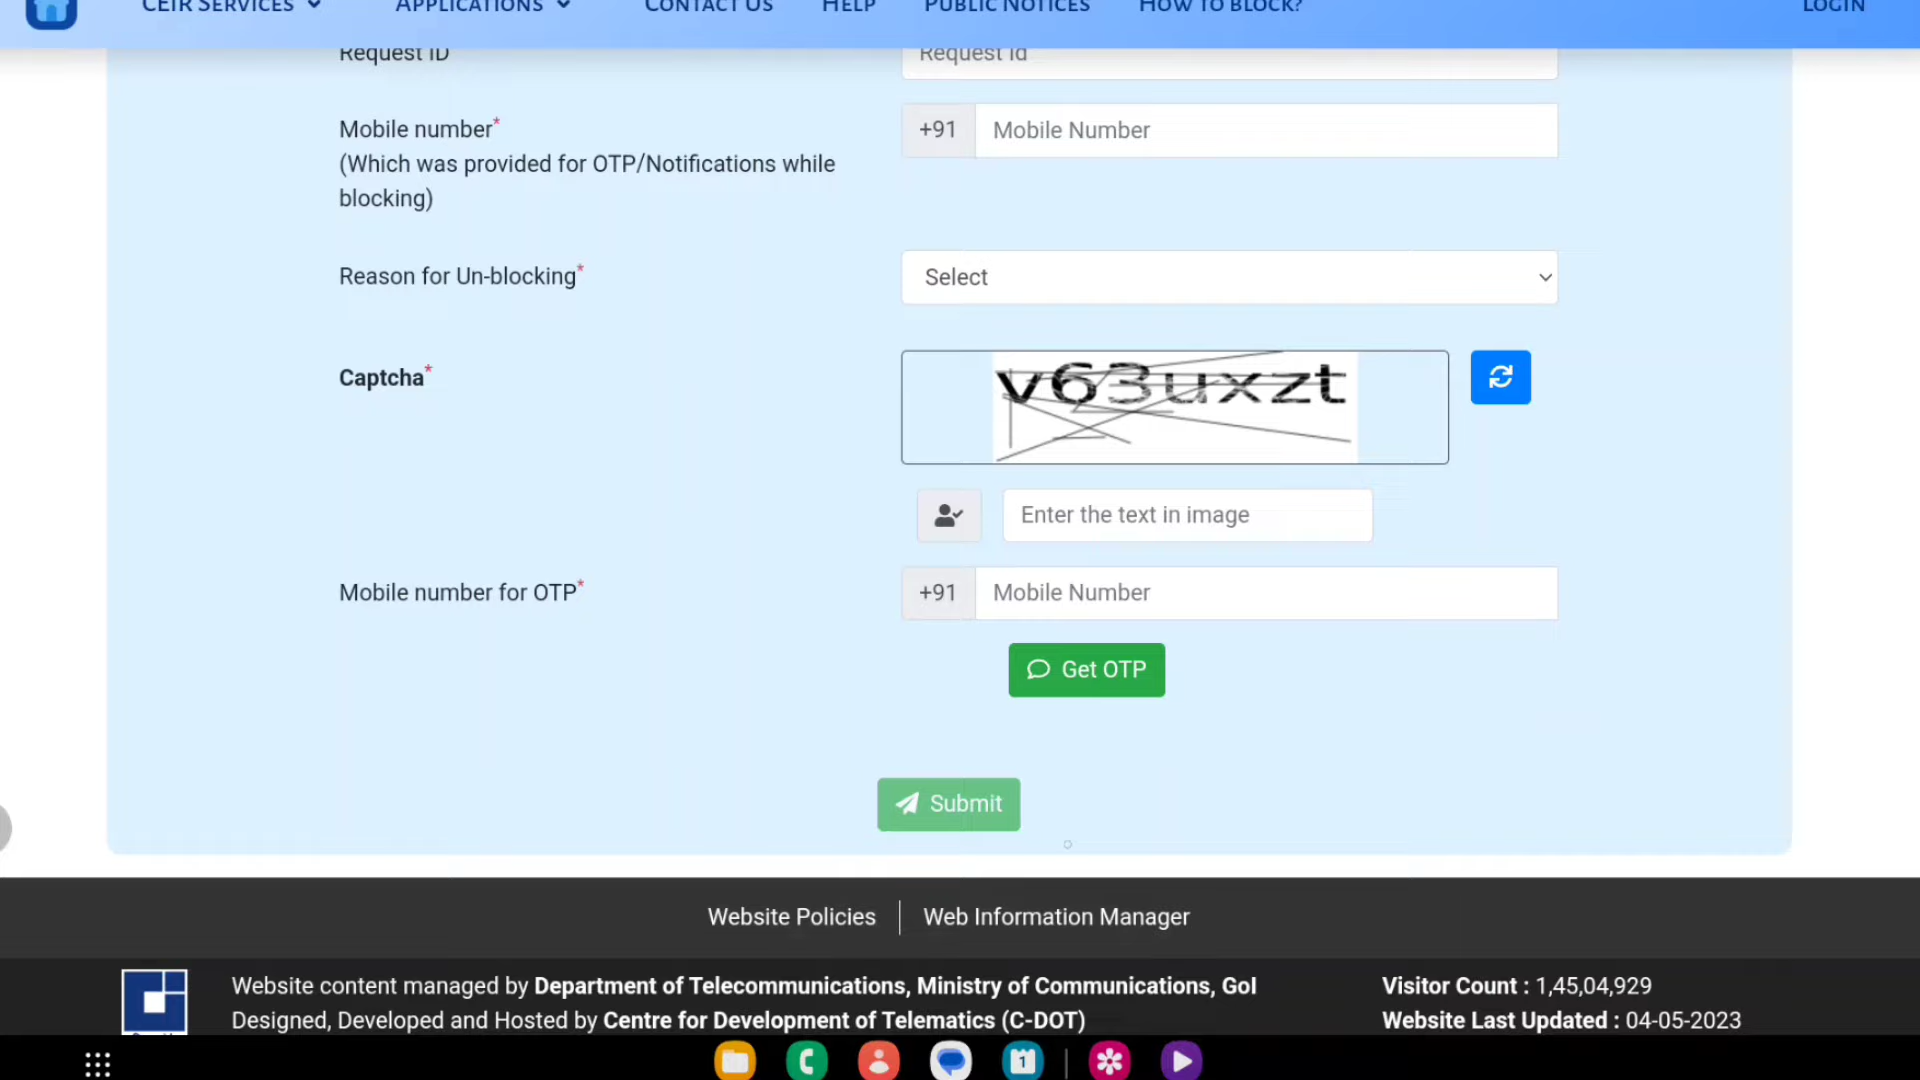 CEIR SERVICES APPLICATIONS CONTACT US HELP PUBLIC NOTICES HOW TO BLOCK? LOGIN
Request ID Request Id
Mobile number* +91 Mobile Number
(Which was provided for OTP/Notifications while
blocking)
Reason for Un-blocking* Select
Captcha* v63uxzt
Enter the text in image
Mobile number for OTP* +91 Mobile Number
Get OTP
Submit
Website Policies Web Information Manager
Website content managed by Department of Telecommunications, Ministry of Communications, GoI Visitor Count : 1,45,04,929
Designed, Developed and Hosted by Centre for Development of Telematics (C-DOT) Website Last Updated : 04-05-2023
1